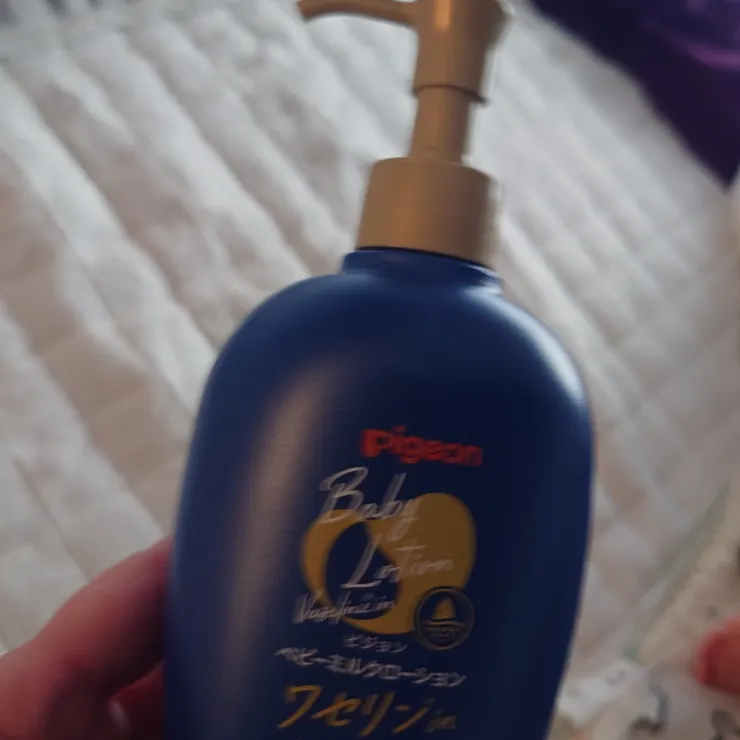 Pigeon
Baby
Lotion
Vaseline in
ピジョン
ベビーミルクローション
ワセリンin